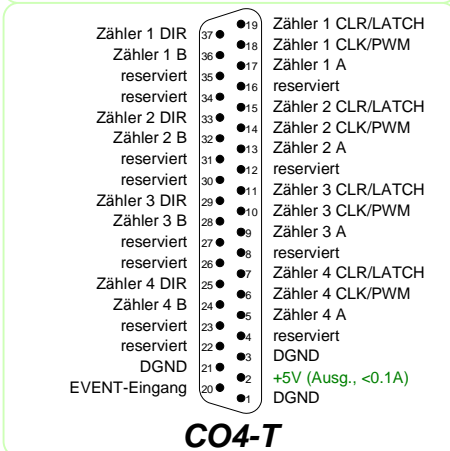 Zähler 1 DIR 37 19 Zähler 1 CLR/LATCH
Zähler 1 B 36 18 Zähler 1 CLK/PWM
reserviert 35 17 Zähler 1 A
reserviert 34 16 reserviert
Zähler 2 DIR 33 15 Zähler 2 CLR/LATCH
Zähler 2 B 32 14 Zähler 2 CLK/PWM
reserviert 31 13 Zähler 2 A
reserviert 30 12 reserviert
Zähler 3 DIR 29 11 Zähler 3 CLR/LATCH
Zähler 3 B 28 10 Zähler 3 CLK/PWM
reserviert 27 9 Zähler 3 A
reserviert 26 8 reserviert
Zähler 4 DIR 25 7 Zähler 4 CLR/LATCH
Zähler 4 B 24 6 Zähler 4 CLK/PWM
reserviert 23 5 Zähler 4 A
reserviert 22 4 reserviert
DGND 21 3 DGND
EVENT-Eingang 20 2 +5V (Ausg., <0.1A)
1 DGND
CO4-T